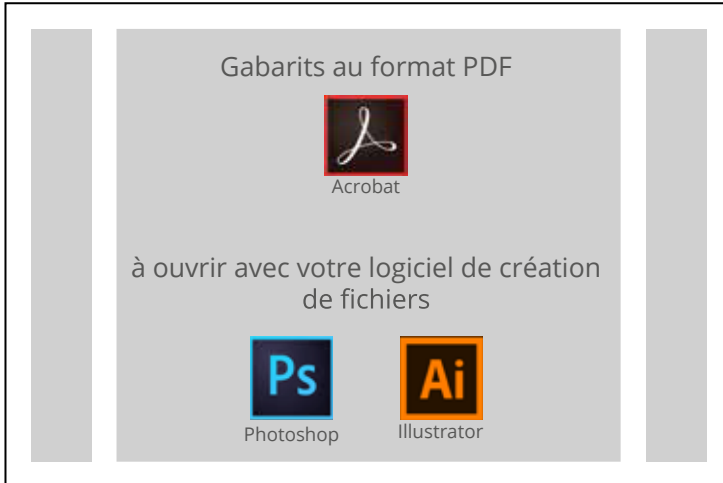 Gabarits au format PDF
Acrobat
à ouvrir avec votre logiciel de création
de fichiers
Ps
Ai
Photoshop
Illustrator